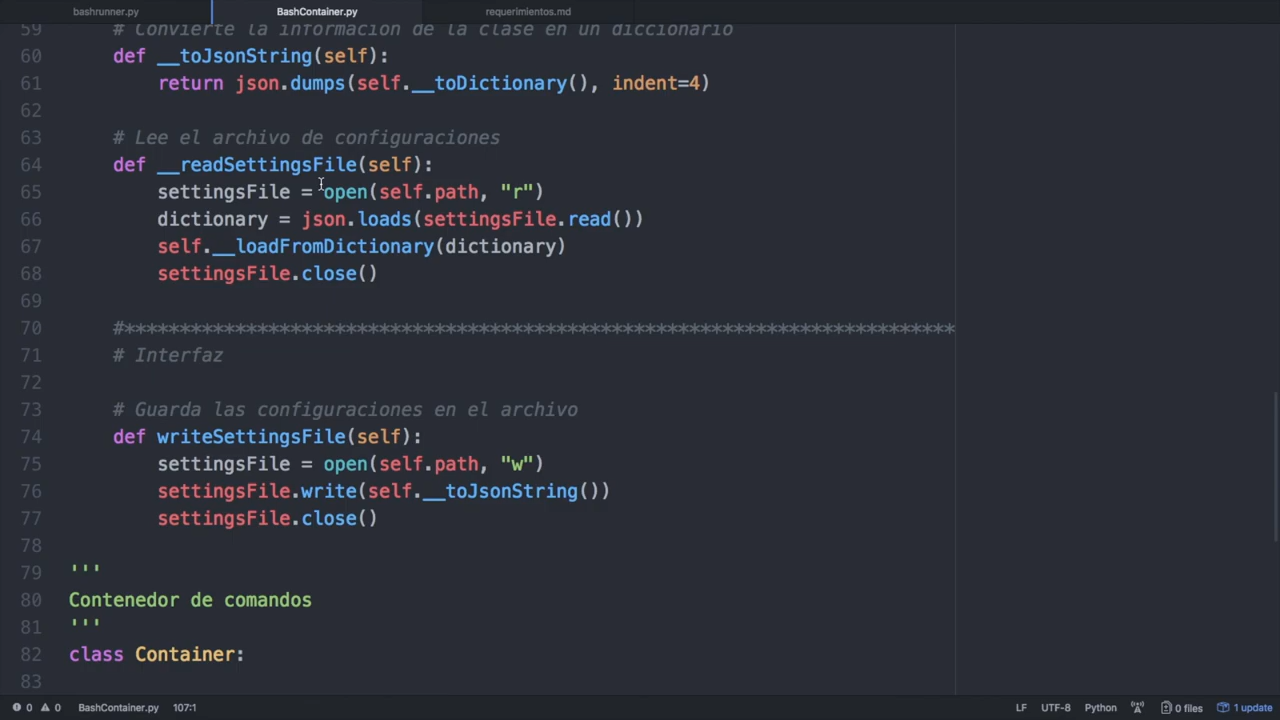 bashrunner.py
BashContainer.py
requerimientos.md
59 # Convierte la información de la clase en un diccionario
60 def __toJsonString(self):
61 return json.dumps(self.__toDictionary(), indent=4)
62
63 # Lee el archivo de configuraciones
64 def __readSettingsFile(self):
65 settingsFile = open(self.path, "r")
66 dictionary = json.loads(settingsFile.read())
67 self.__loadFromDictionary(dictionary)
68 settingsFile.close()
69
70 #***************************************************************************
71 # Interfaz
72
73 # Guarda las configuraciones en el archivo
74 def writeSettingsFile(self):
75 settingsFile = open(self.path, "w")
76 settingsFile.write(self.__toJsonString())
77 settingsFile.close()
78
79 '''
80 Contenedor de comandos
81 '''
82 class Container:
83
0 0 BashContainer.py 107:1 LF UTF-8 Python 0 files 1 update